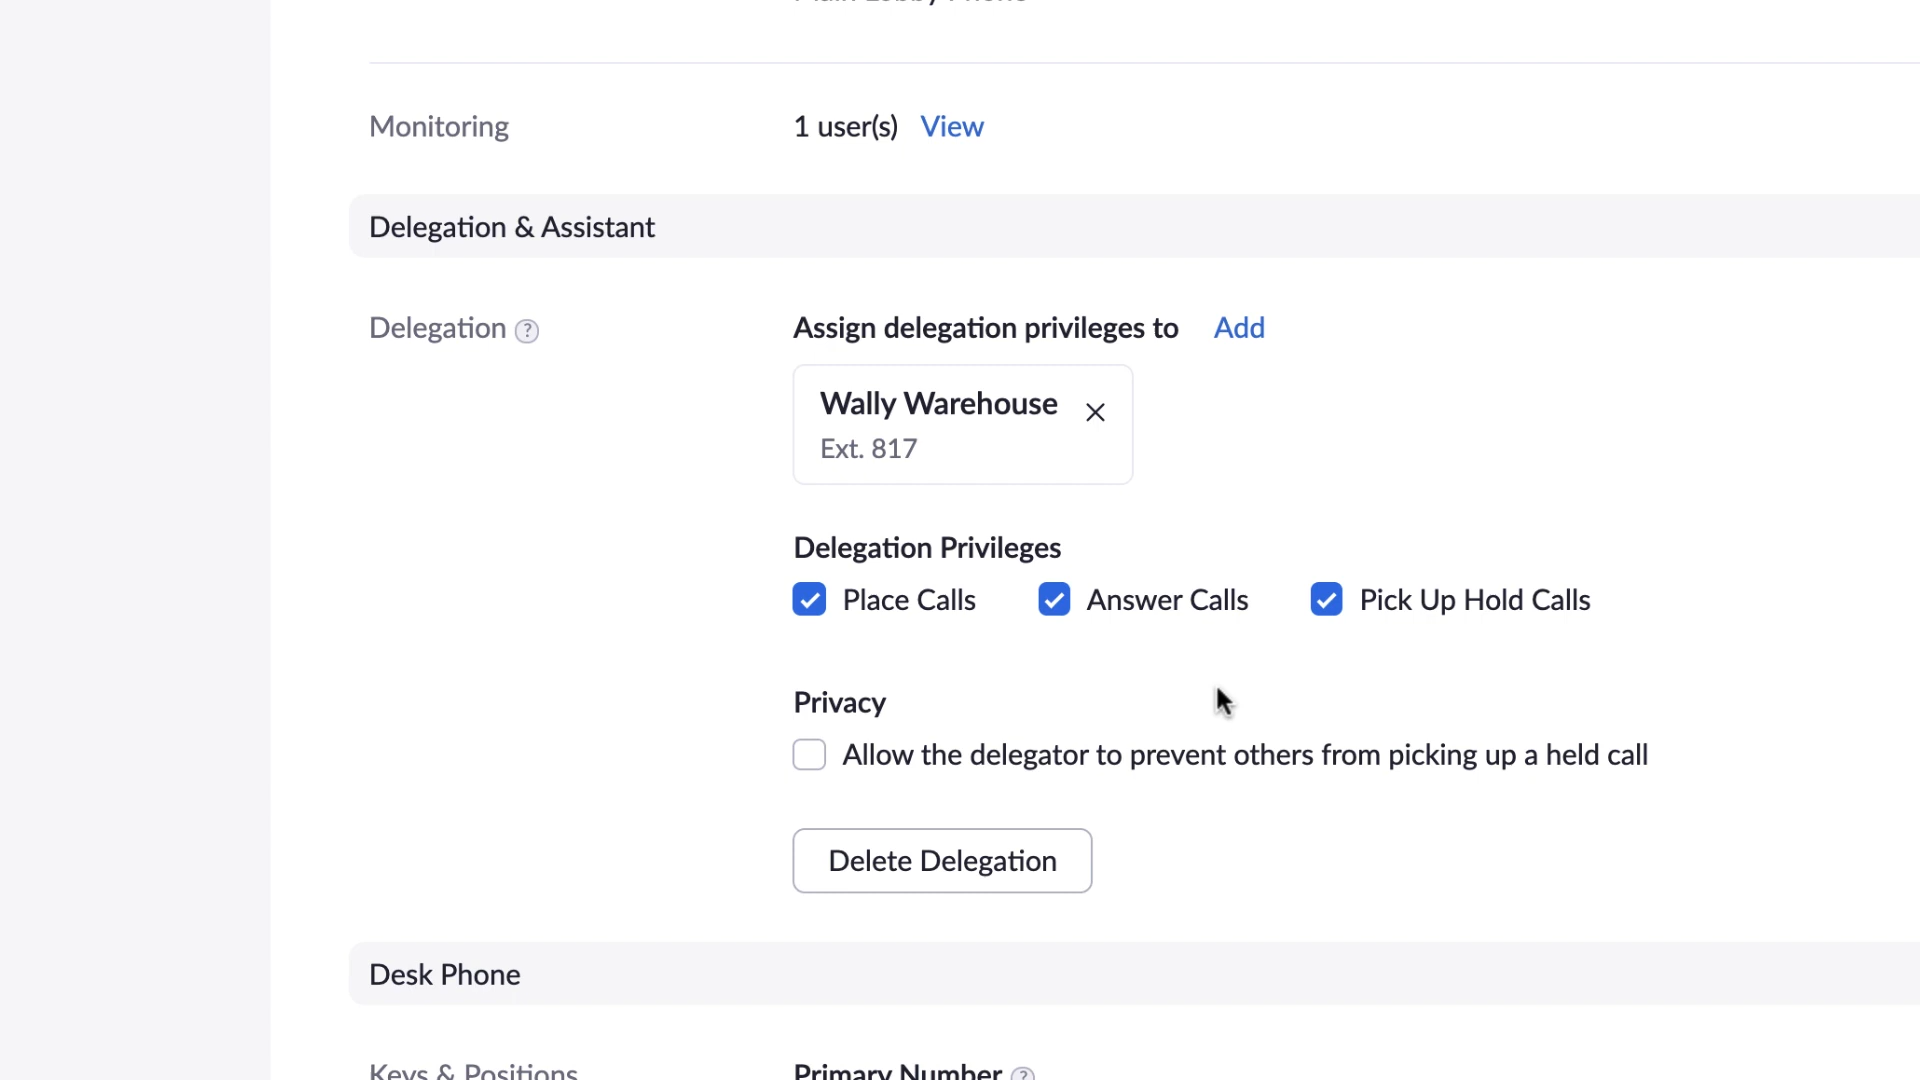 Monitoring 1 user(s) View
Delegation & Assistant
Delegation ? Assign delegation privileges to Add
Wally Warehouse
Ext. 817
Delegation Privileges
Place Calls Answer Calls Pick Up Hold Calls
Privacy
Allow the delegator to prevent others from picking up a held call
Delete Delegation
Desk Phone
Keys & Positions Primary Number ?